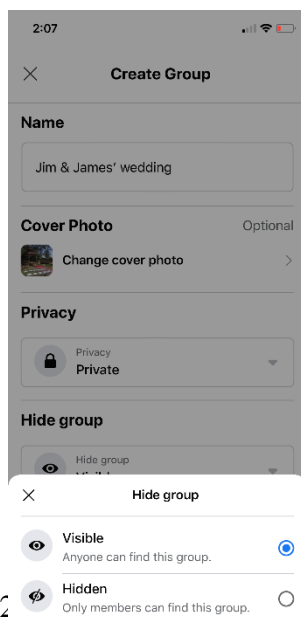 2:07
Create Group
Name
Jim & James' wedding
Cover Photo Optional
Change cover photo
Privacy
Privacy
Private
Hide group
Hide group
Hide group
Visible
Anyone can find this group.
Hidden
Only members can find this group.